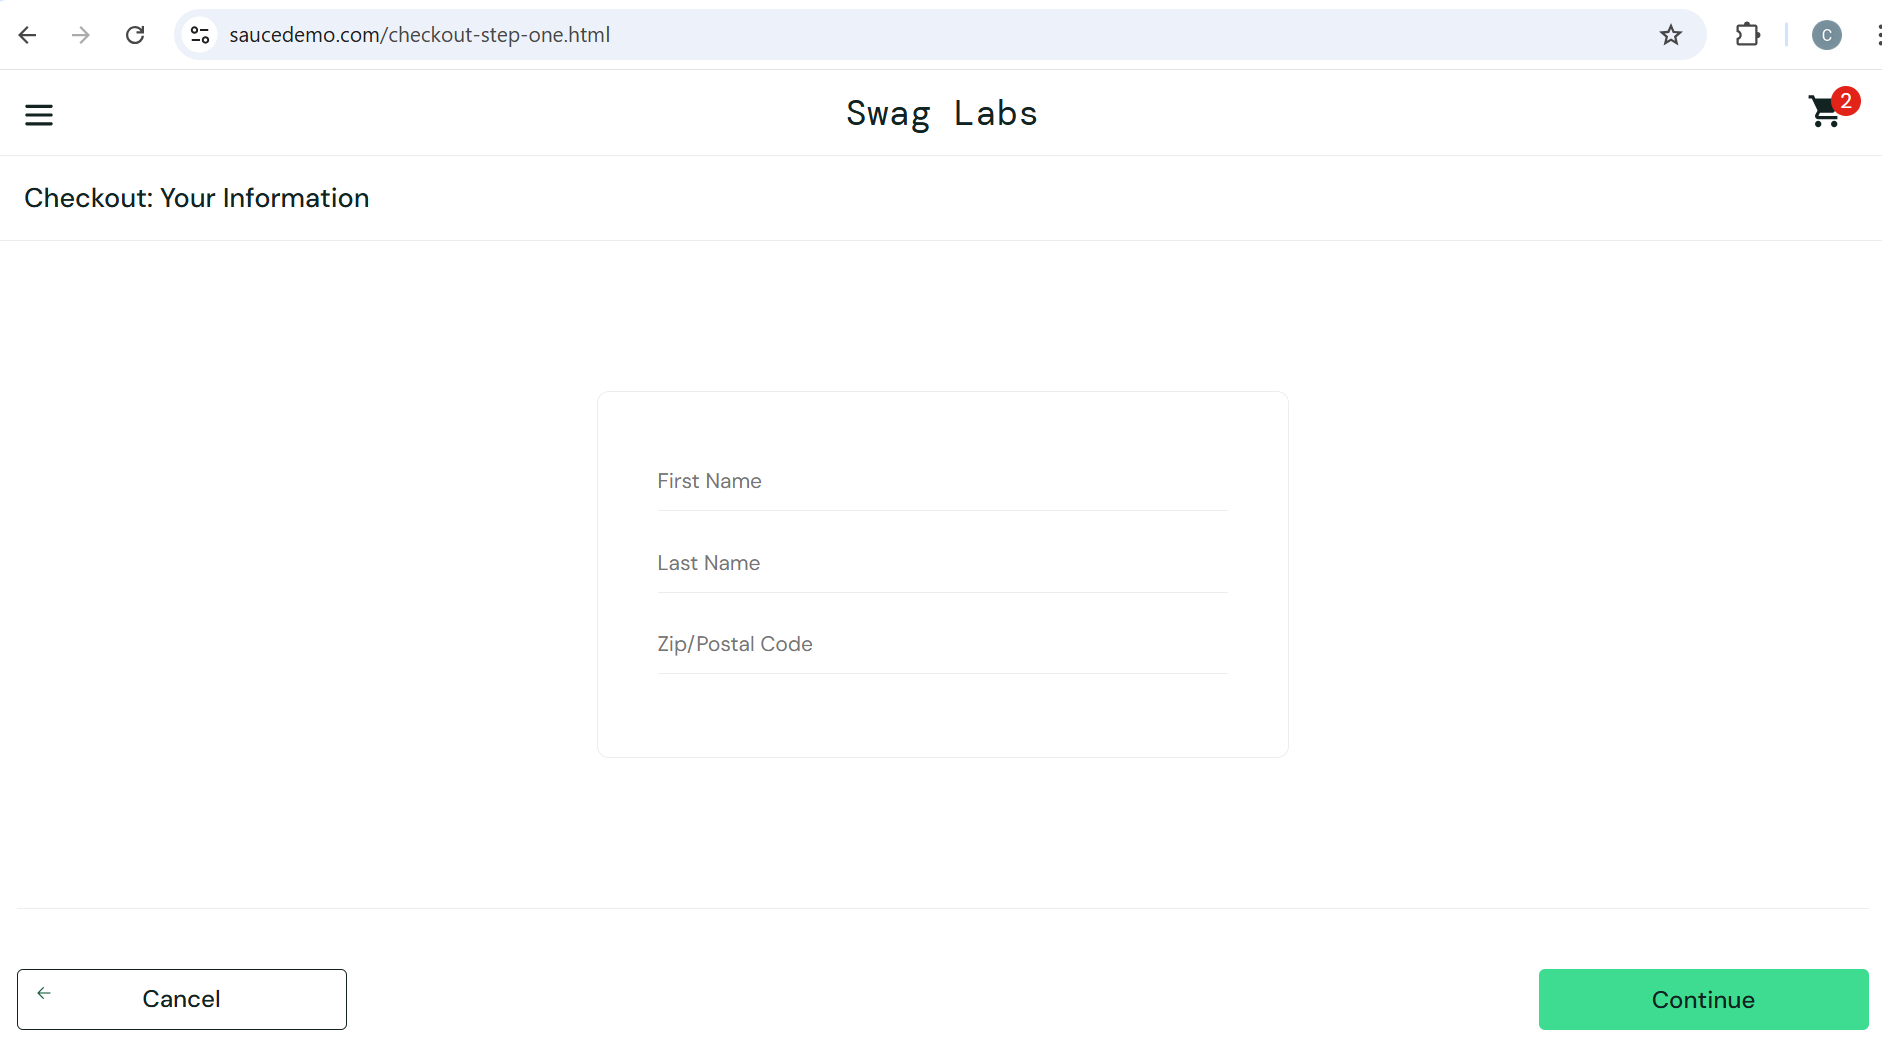 saucedemo.com/checkout-step-one.html
C
Swag Labs
2
Checkout: Your Information
First Name
Last Name
Zip/Postal Code
Cancel
Continue